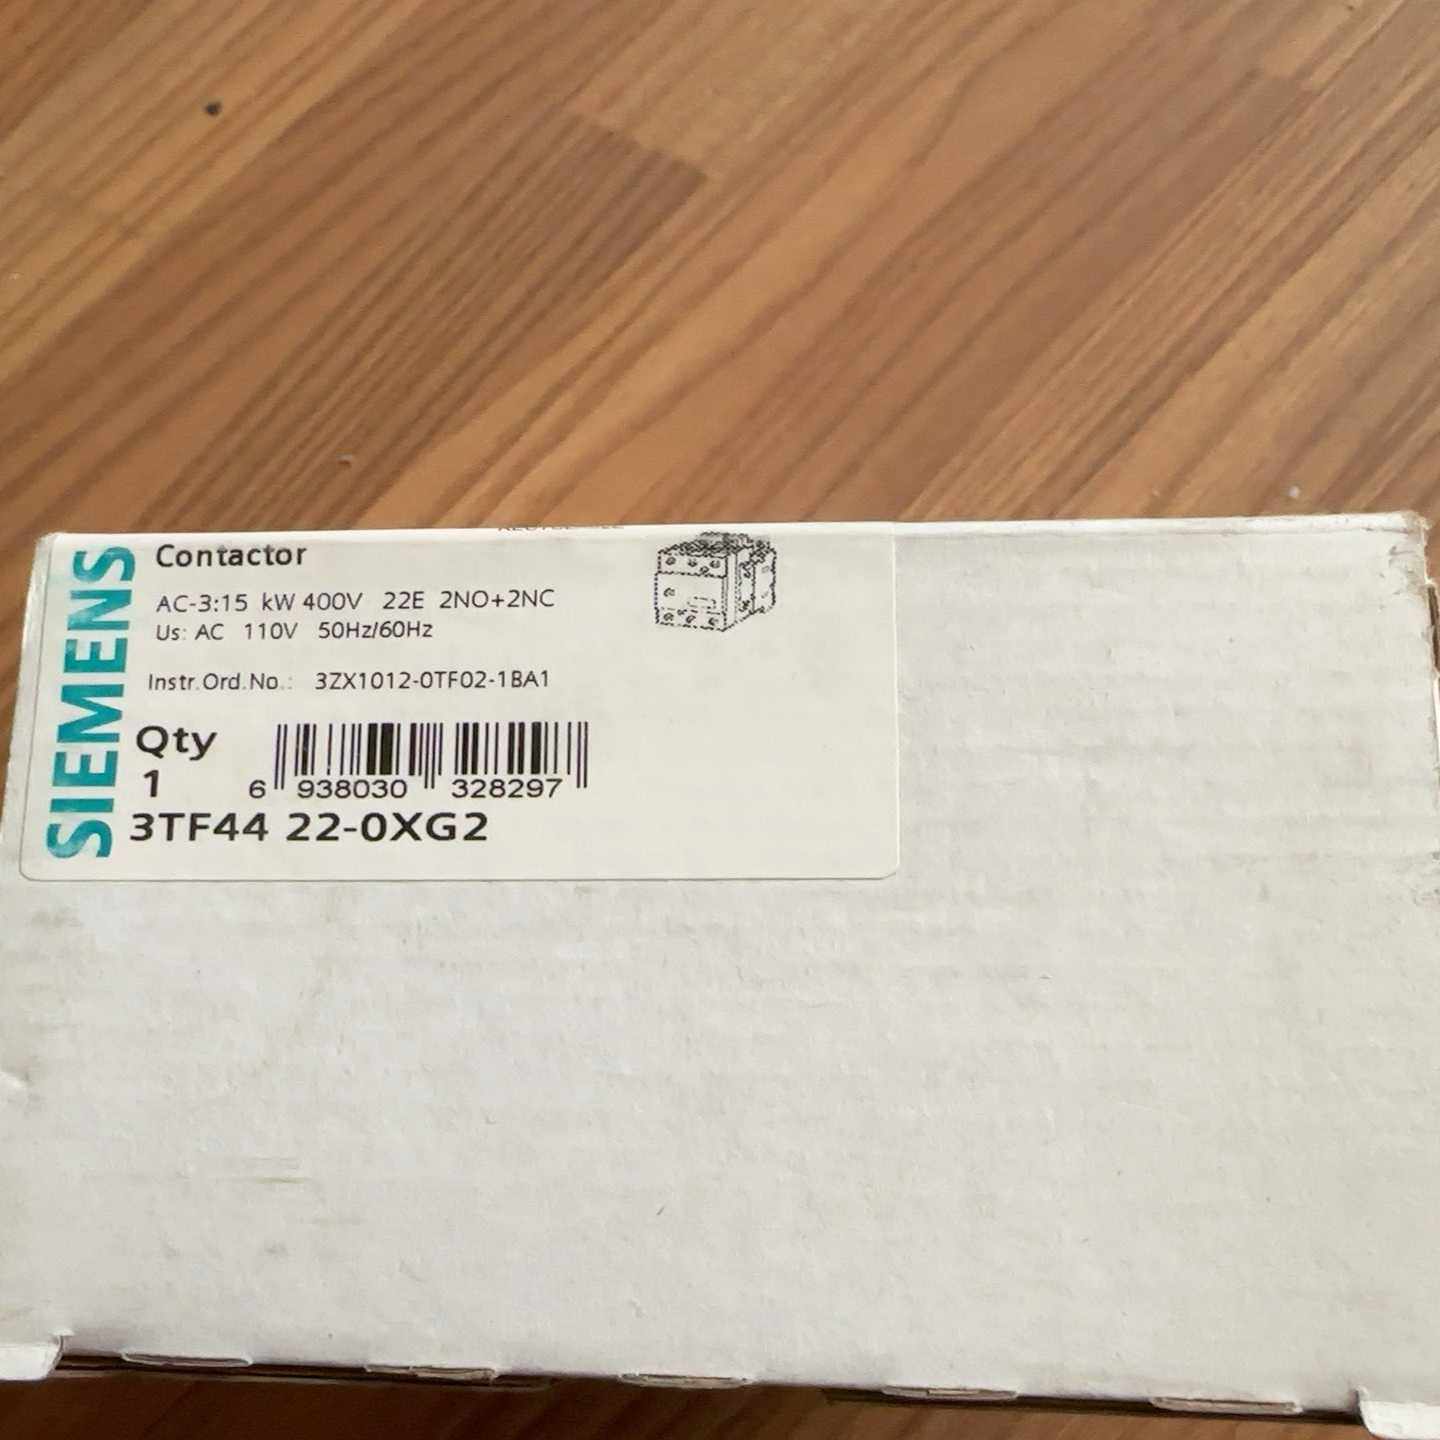 SIEMENS
Contactor
AC-3:15 kW 400V 22E 2NO+2NC
Us: AC 110V 50Hz/60Hz
Instr.Ord.No.: 3ZX1012-0TF02-1BA1
Qty
1
6 938030 328297
3TF44 22-0XG2